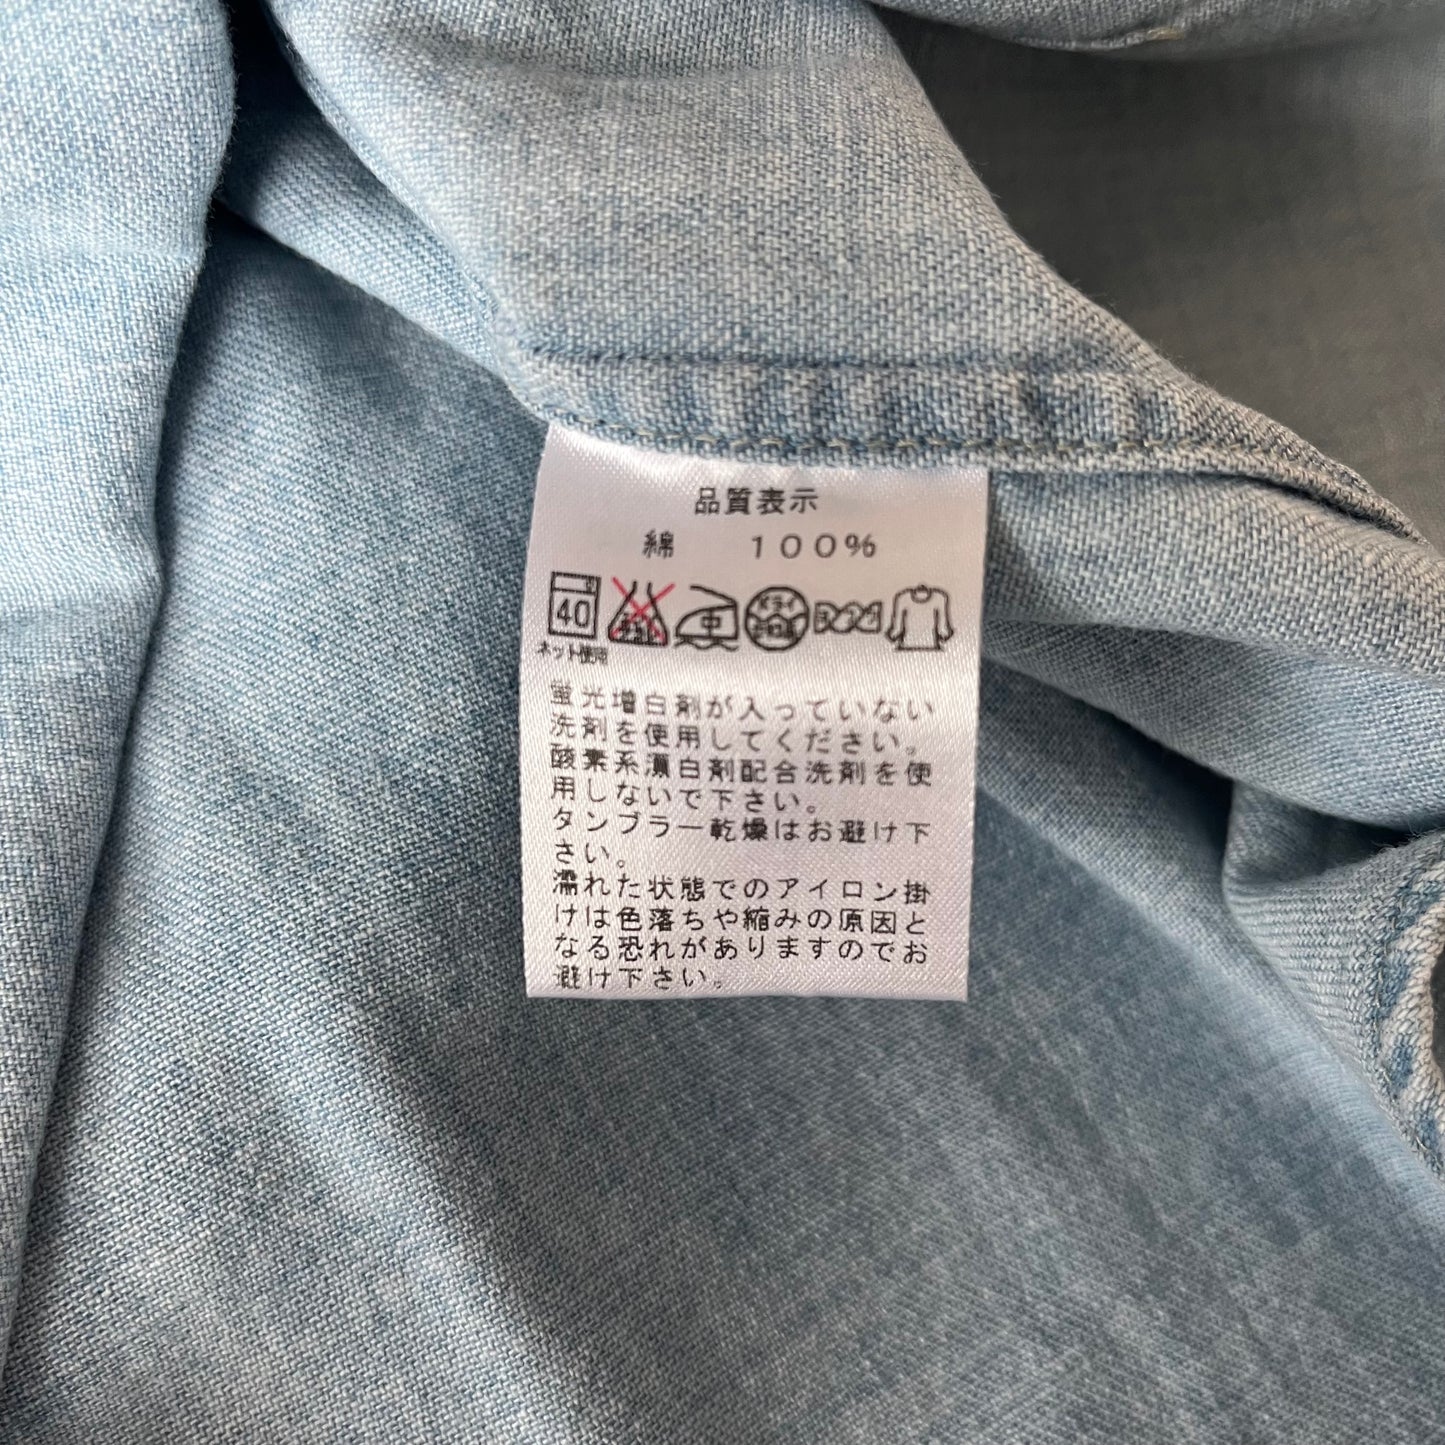 品質表示
綿 100%
40 中 ドライ
ネット使用
蛍光増白剤が入っていない
洗剤を使用してください。
酸素系漂白剤配合洗剤を使
用しないで下さい。
タンブラー乾燥はお避け下
さい。
濡れた状態でのアイロン掛
けは色落ちや縮みの原因と
なる恐れがありますのでお
避け下さい。